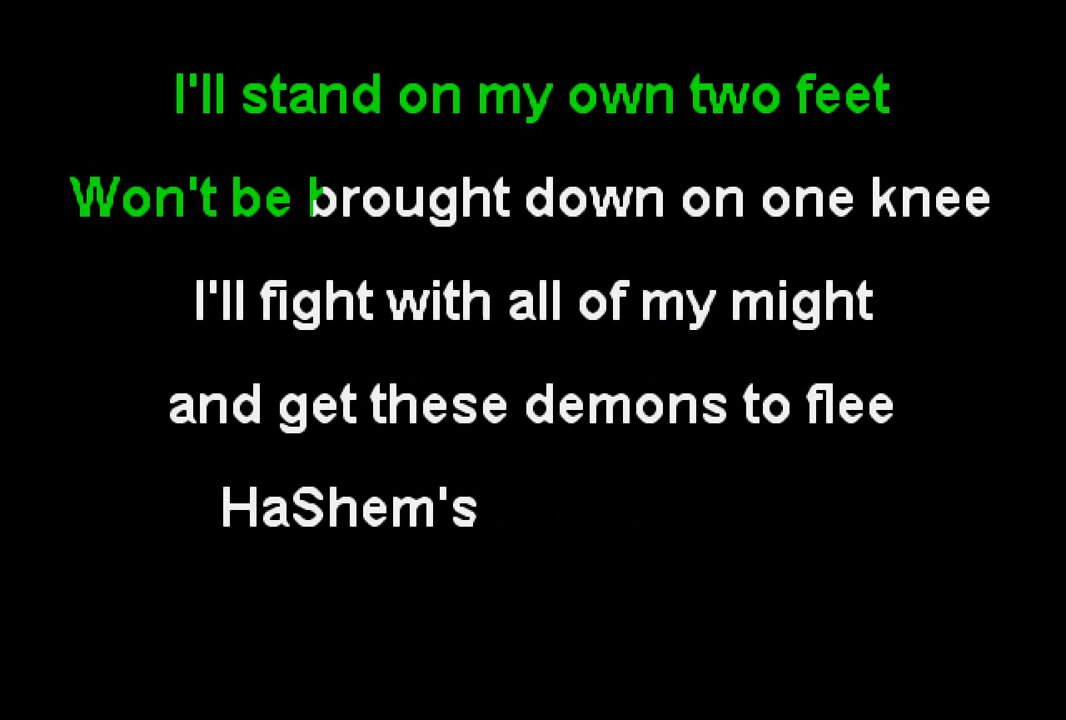 I'll stand on my own two feet
Won't be brought down on one knee
I'll fight with all of my might
and get these demons to flee
HaShem's